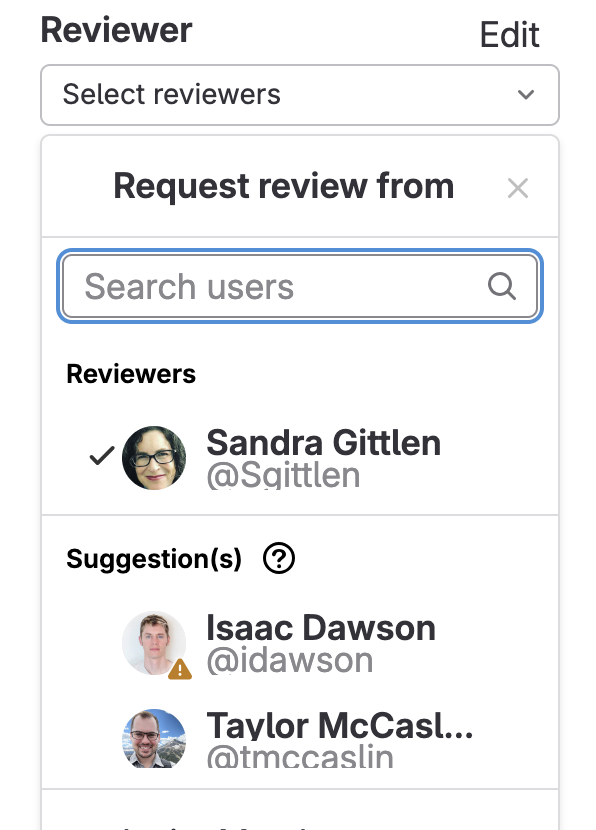 Reviewer
Edit
Select reviewers
Request review from
Search users
Reviewers
Sandra Gittlen
@Sgittlen
Suggestion(s)
Isaac Dawson
@idawson
Taylor McCasl...
@tmccaslin